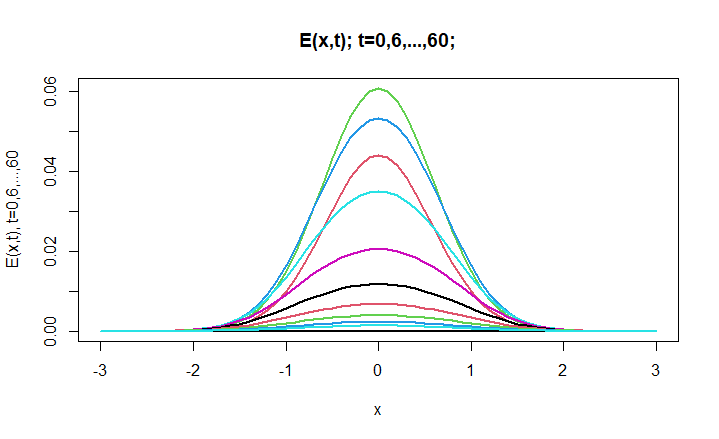 E(x,t); t=0,6,...,60;
E(x,t), t=0,6,...,60
0.06
0.04
0.02
0.00
-3 -2 -1 0 1 2 3
x